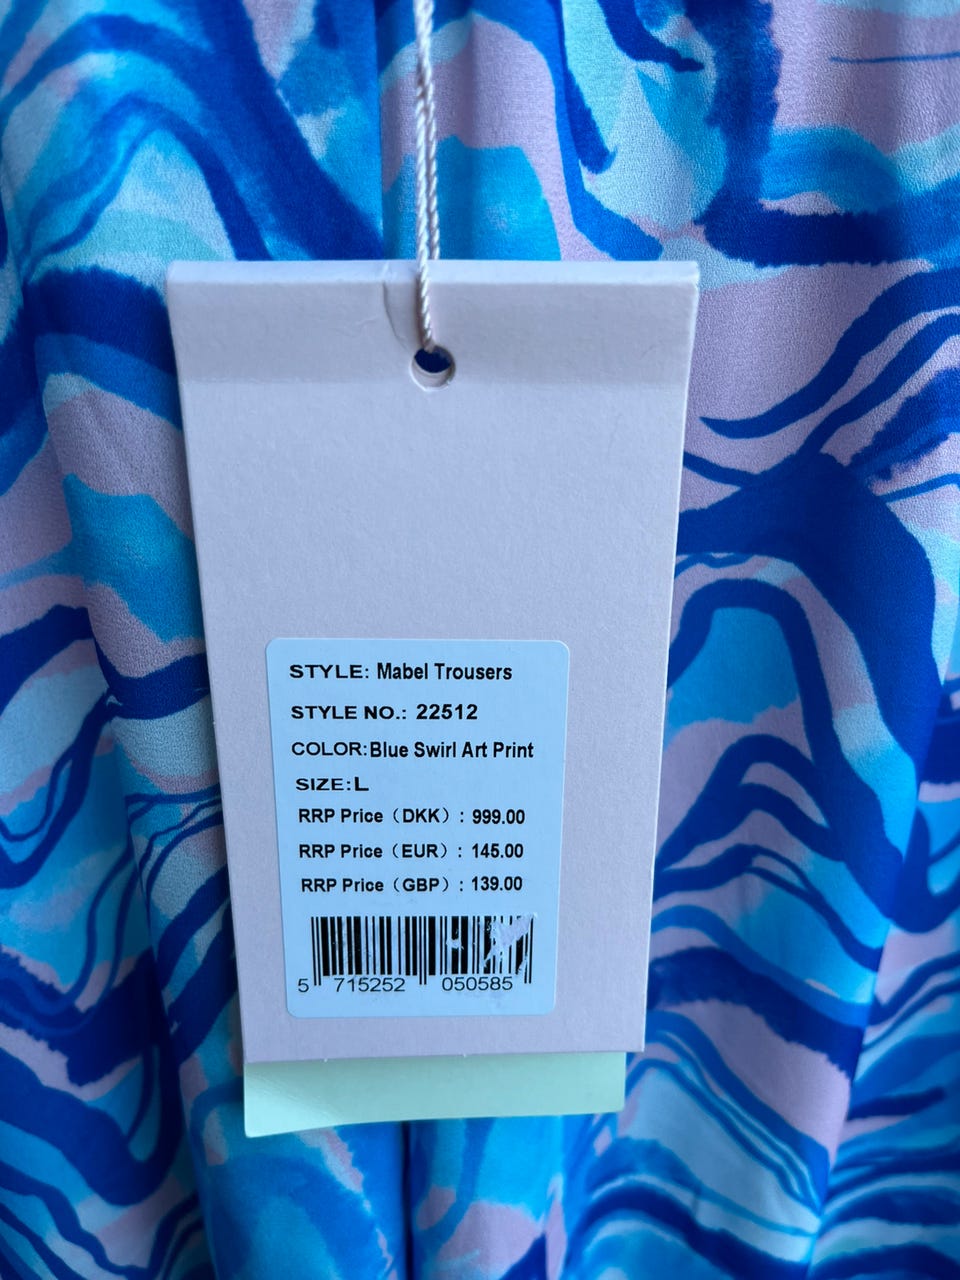 STYLE: Mabel Trousers
STYLE NO.: 22512
COLOR:Blue Swirl Art Print
SIZE:L
RRP Price（DKK）: 999.00
RRP Price（EUR）: 145.00
RRP Price（GBP）: 139.00
5 715252 050585